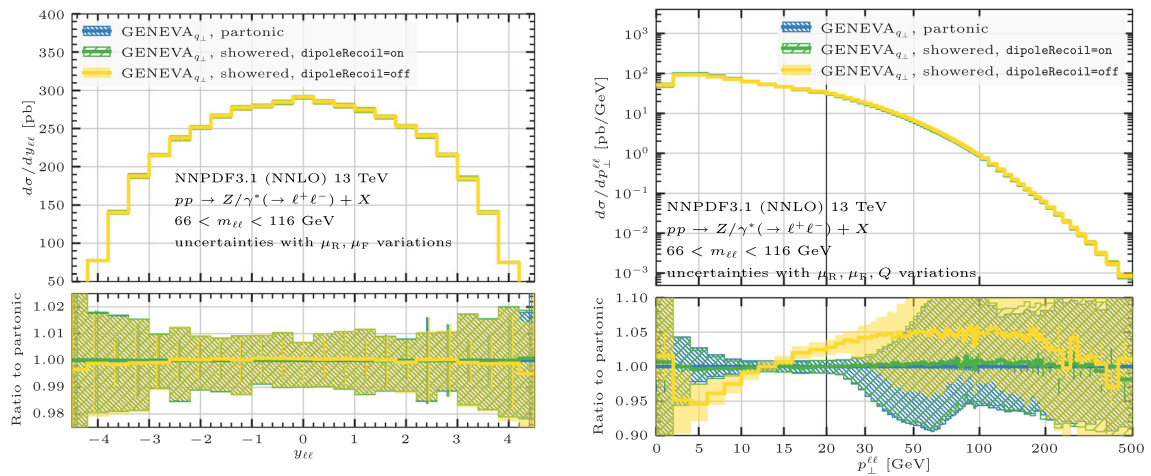 GENEVA_{q⊥}, partonic
GENEVA_{q⊥}, showered, dipoleRecoil=on
GENEVA_{q⊥}, showered, dipoleRecoil=off
400
350
300
250
200
150
100
50
dσ/dy_{ℓℓ} [pb]
NNPDF3.1 (NNLO) 13 TeV
pp → Z/γ*(→ ℓ⁺ℓ⁻) + X
66 < m_{ℓℓ} < 116 GeV
uncertainties with μ_R, μ_F variations
1.02
1.01
1.00
0.99
0.98
Ratio to partonic
−4 −3 −2 −1 0 1 2 3 4
y_{ℓℓ}
GENEVA_{q⊥}, partonic
GENEVA_{q⊥}, showered, dipoleRecoil=on
GENEVA_{q⊥}, showered, dipoleRecoil=off
10³
10²
10¹
10⁰
10⁻¹
10⁻²
10⁻³
dσ/dp_⊥^{ℓℓ} [pb/GeV]
NNPDF3.1 (NNLO) 13 TeV
pp → Z/γ*(→ ℓ⁺ℓ⁻) + X
66 < m_{ℓℓ} < 116 GeV
uncertainties with μ_R, μ_F, Q variations
1.10
1.05
1.00
0.95
0.90
Ratio to partonic
0 5 10 15 20 50 100 200 500
p_⊥^{ℓℓ} [GeV]